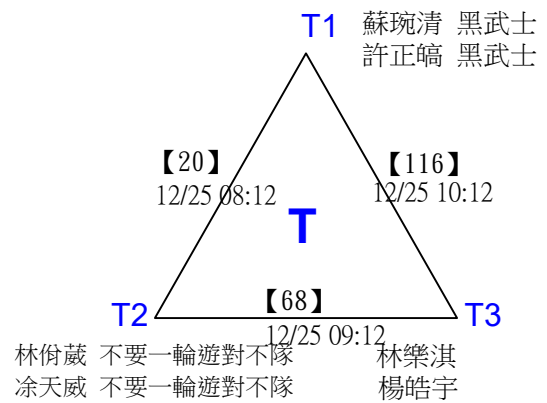 T1
蘇琬清 黑武士
許正皜 黑武士
【20】
12/25 08:12
【116】
12/25 10:12
T
T2
【68】
12/25 09:12
T3
林佾葳 不要一輪遊對不隊
凃天威 不要一輪遊對不隊
林樂淇
楊皓宇